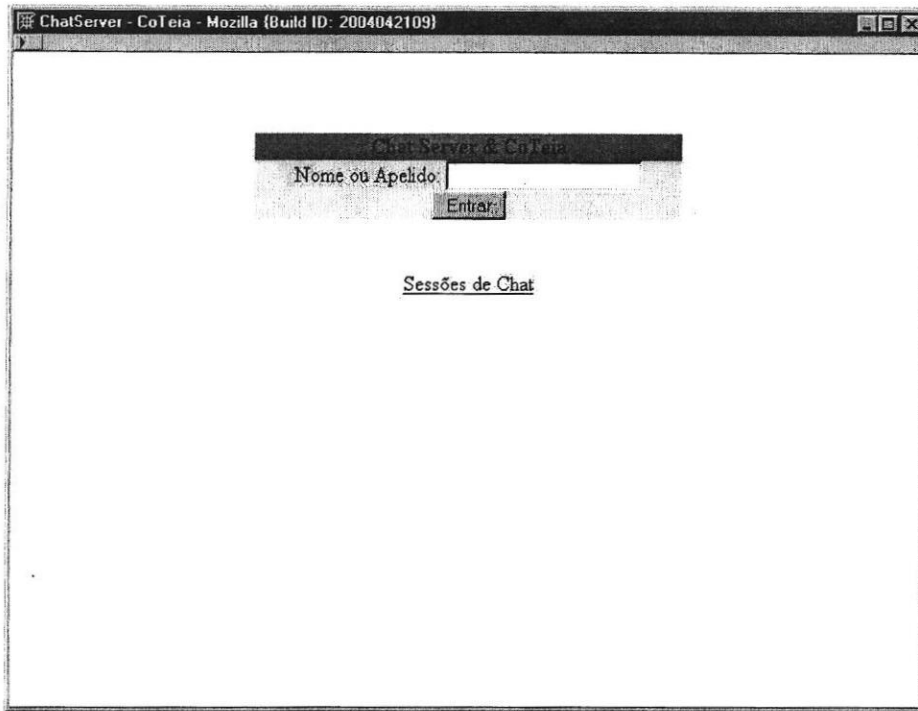 ChatServer - CoTeia - Mozilla {Build ID: 2004042109}
Chat Server & CoTeia
Nome ou Apelido:
Entrar
Sessões de Chat